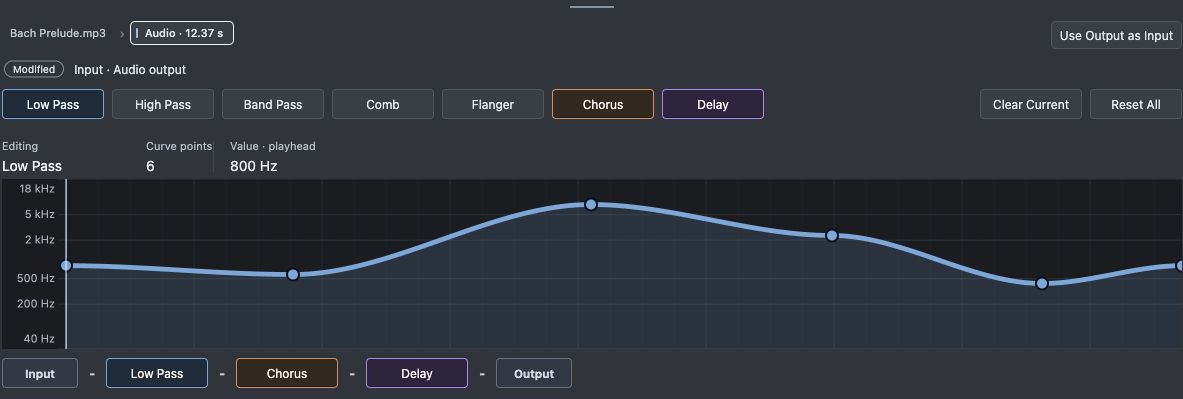 Bach Prelude.mp3 › Audio · 12.37 s
Use Output as Input
Modified Input · Audio output
Low Pass High Pass Band Pass Comb Flanger Chorus Delay Clear Current Reset All
Editing Curve points Value · playhead
Low Pass 6 800 Hz
18 kHz
5 kHz
2 kHz
500 Hz
200 Hz
40 Hz
Input - Low Pass - Chorus - Delay - Output